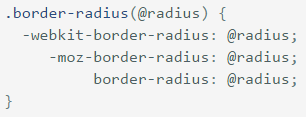 .border-radius(@radius) {
  -webkit-border-radius: @radius;
     -moz-border-radius: @radius;
          border-radius: @radius;
}